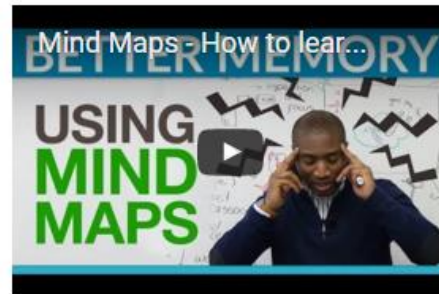 Mind Maps - How to lear...
BETTER MEMORY
USING
MIND
MAPS